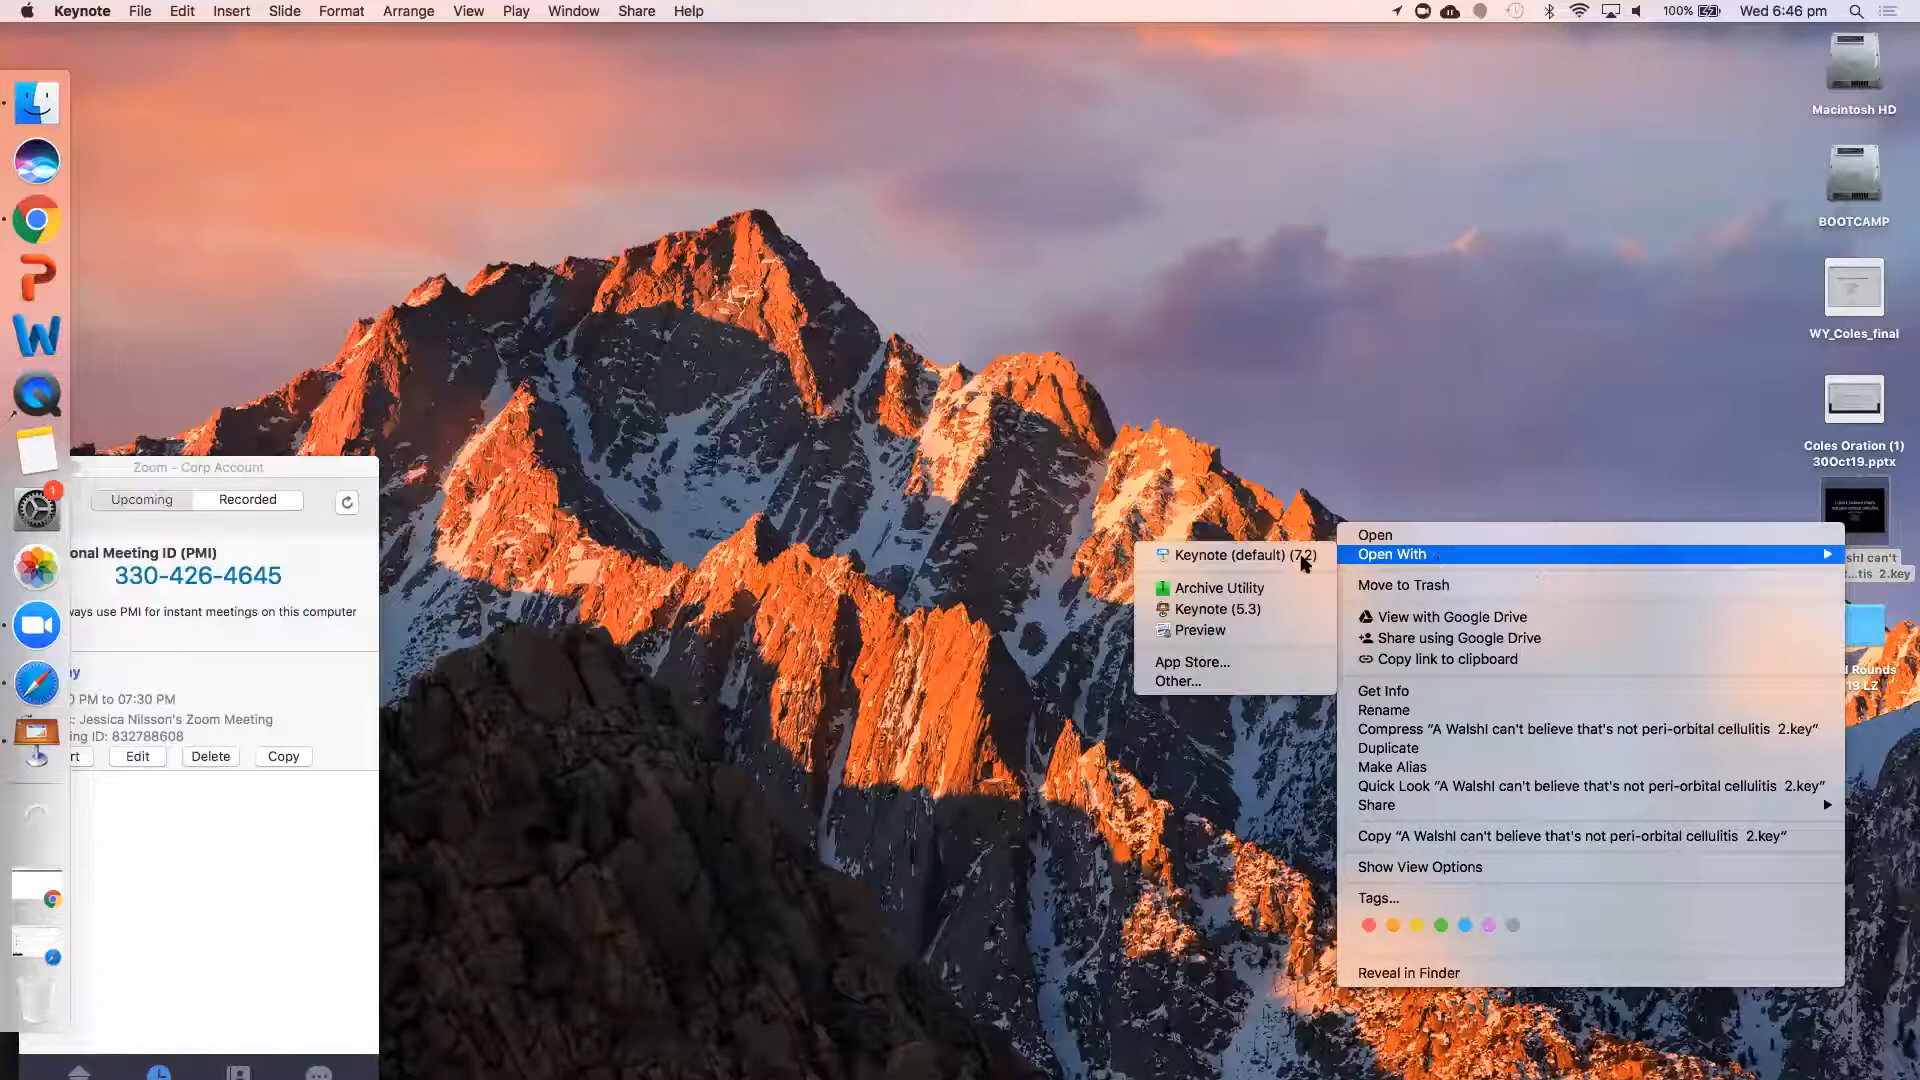 Keynote File Edit Insert Slide Format Arrange View Play Window Share Help
100% Wed 6:46 pm
Macintosh HD
BOOTCAMP
WY_Coles_final
Coles Oration (1)
30Oct19.pptx
shI can't
...tis 2.key
d Rounds
19 LZ
1
Zoom - Corp Account
Upcoming Recorded
onal Meeting ID (PMI)
330-426-4645
ways use PMI for instant meetings on this computer
ay
0 PM to 07:30 PM
: Jessica Nilsson's Zoom Meeting
ing ID: 832788608
rt Edit Delete Copy
Keynote (default) (7.2)
Archive Utility
Keynote (5.3)
Preview
App Store...
Other...
Open
Open With
Move to Trash
View with Google Drive
Share using Google Drive
Copy link to clipboard
Get Info
Rename
Compress “A WalshI can't believe that's not peri-orbital cellulitis 2.key”
Duplicate
Make Alias
Quick Look “A WalshI can't believe that's not peri-orbital cellulitis 2.key”
Share
Copy “A WalshI can't believe that's not peri-orbital cellulitis 2.key”
Show View Options
Tags...
Reveal in Finder